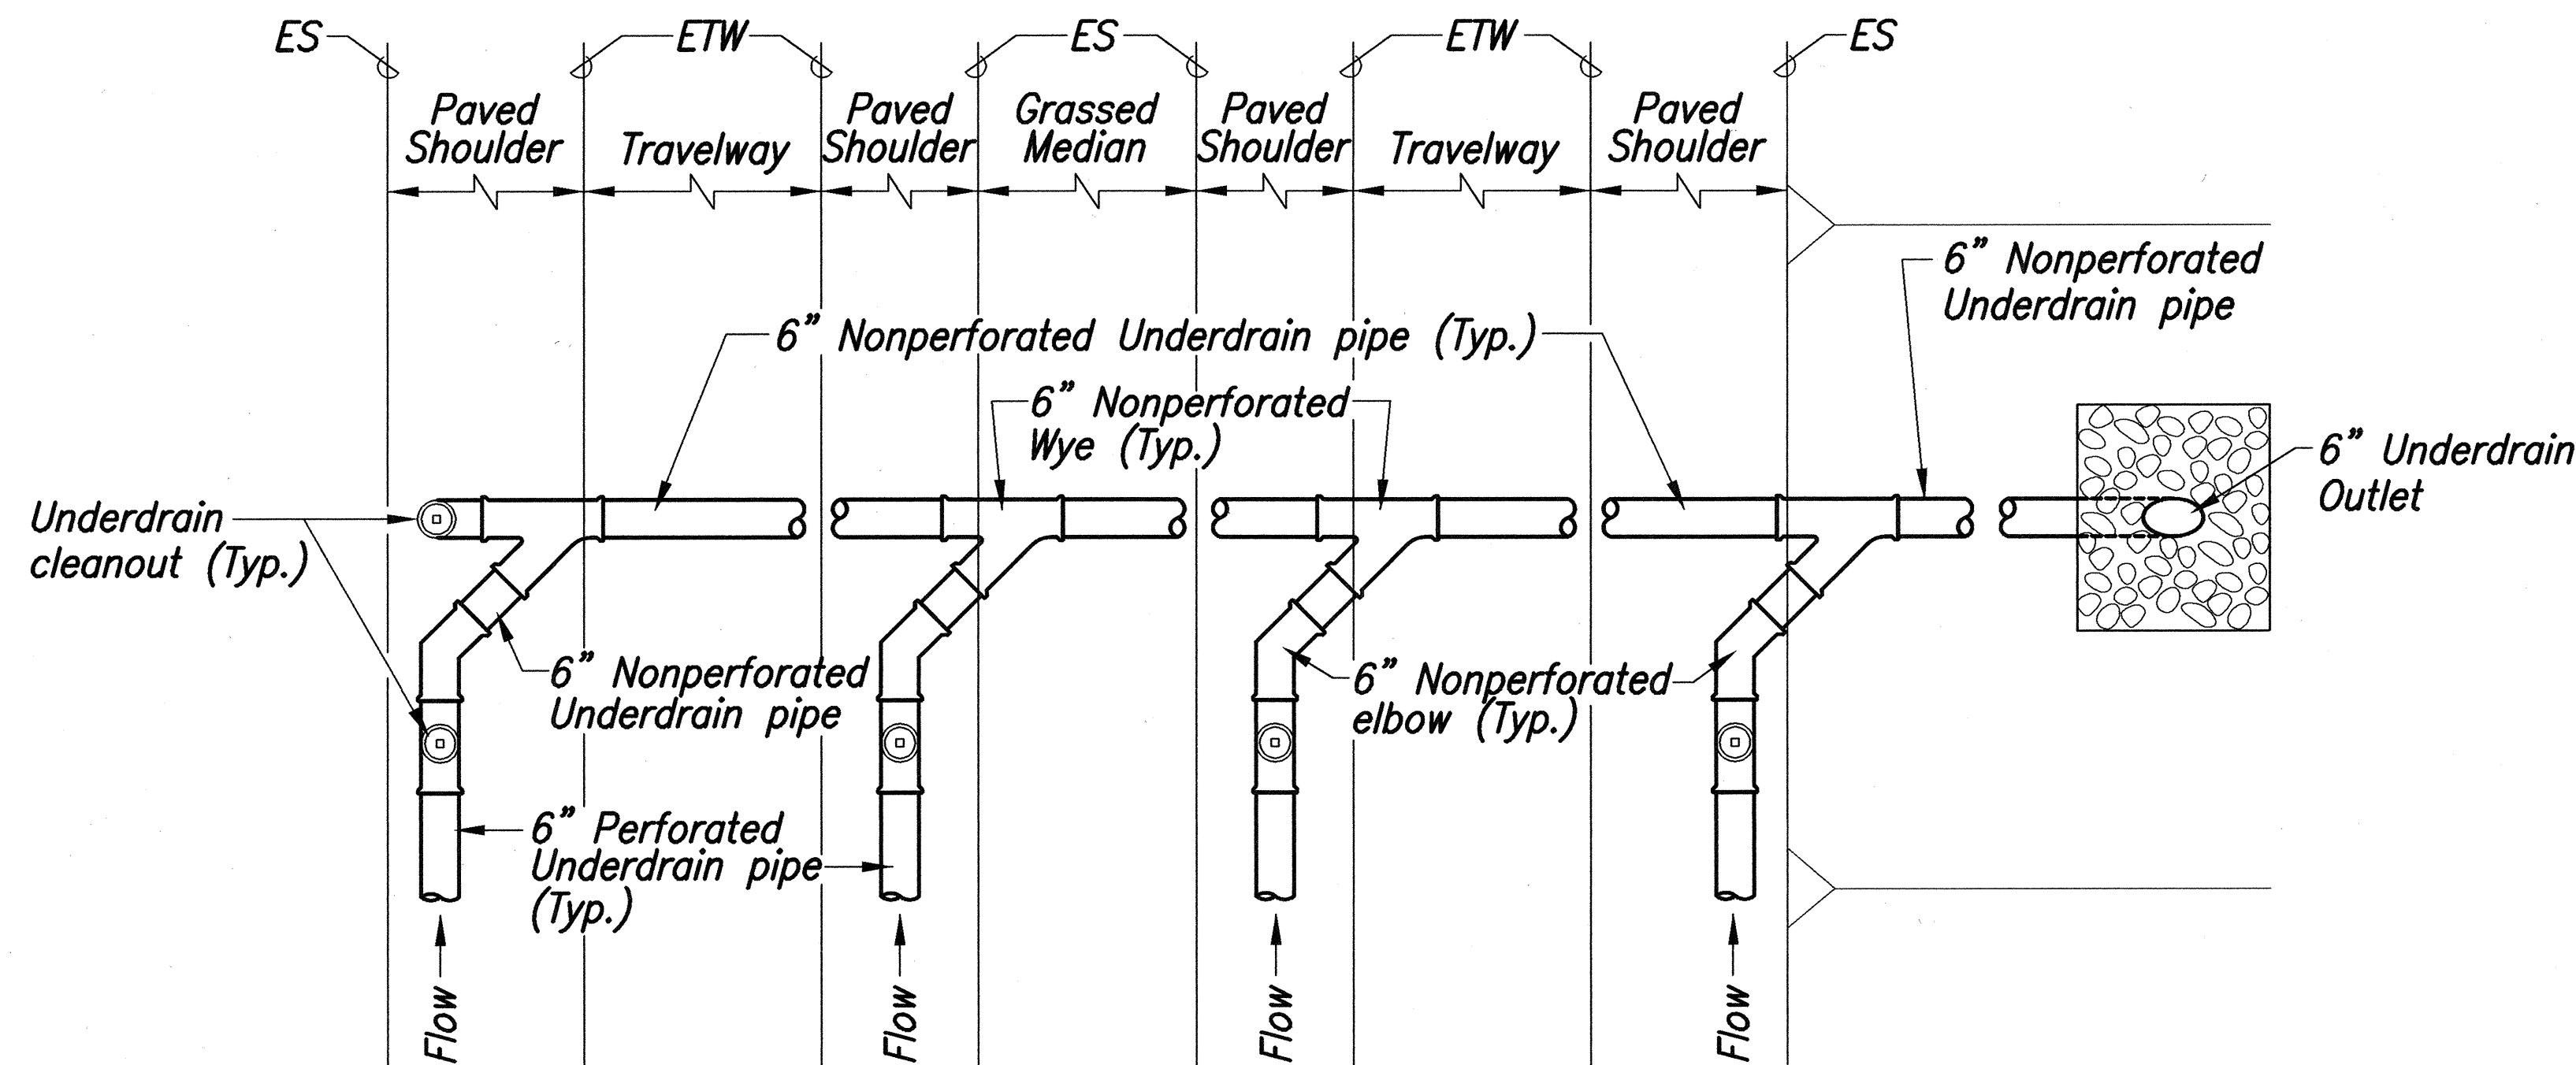 ES
ETW
ES
ETW
ES
Paved
Shoulder
Travelway
Paved
Shoulder
Grassed
Median
Paved
Shoulder
Travelway
Paved
Shoulder
6” Nonperforated
Underdrain pipe
6” Nonperforated Underdrain pipe (Typ.)
6” Nonperforated
Wye (Typ.)
6” Underdrain
Outlet
Underdrain
cleanout (Typ.)
6” Nonperforated
Underdrain pipe
6” Nonperforated
elbow (Typ.)
6” Perforated
Underdrain pipe
(Typ.)
Flow
Flow
Flow
Flow